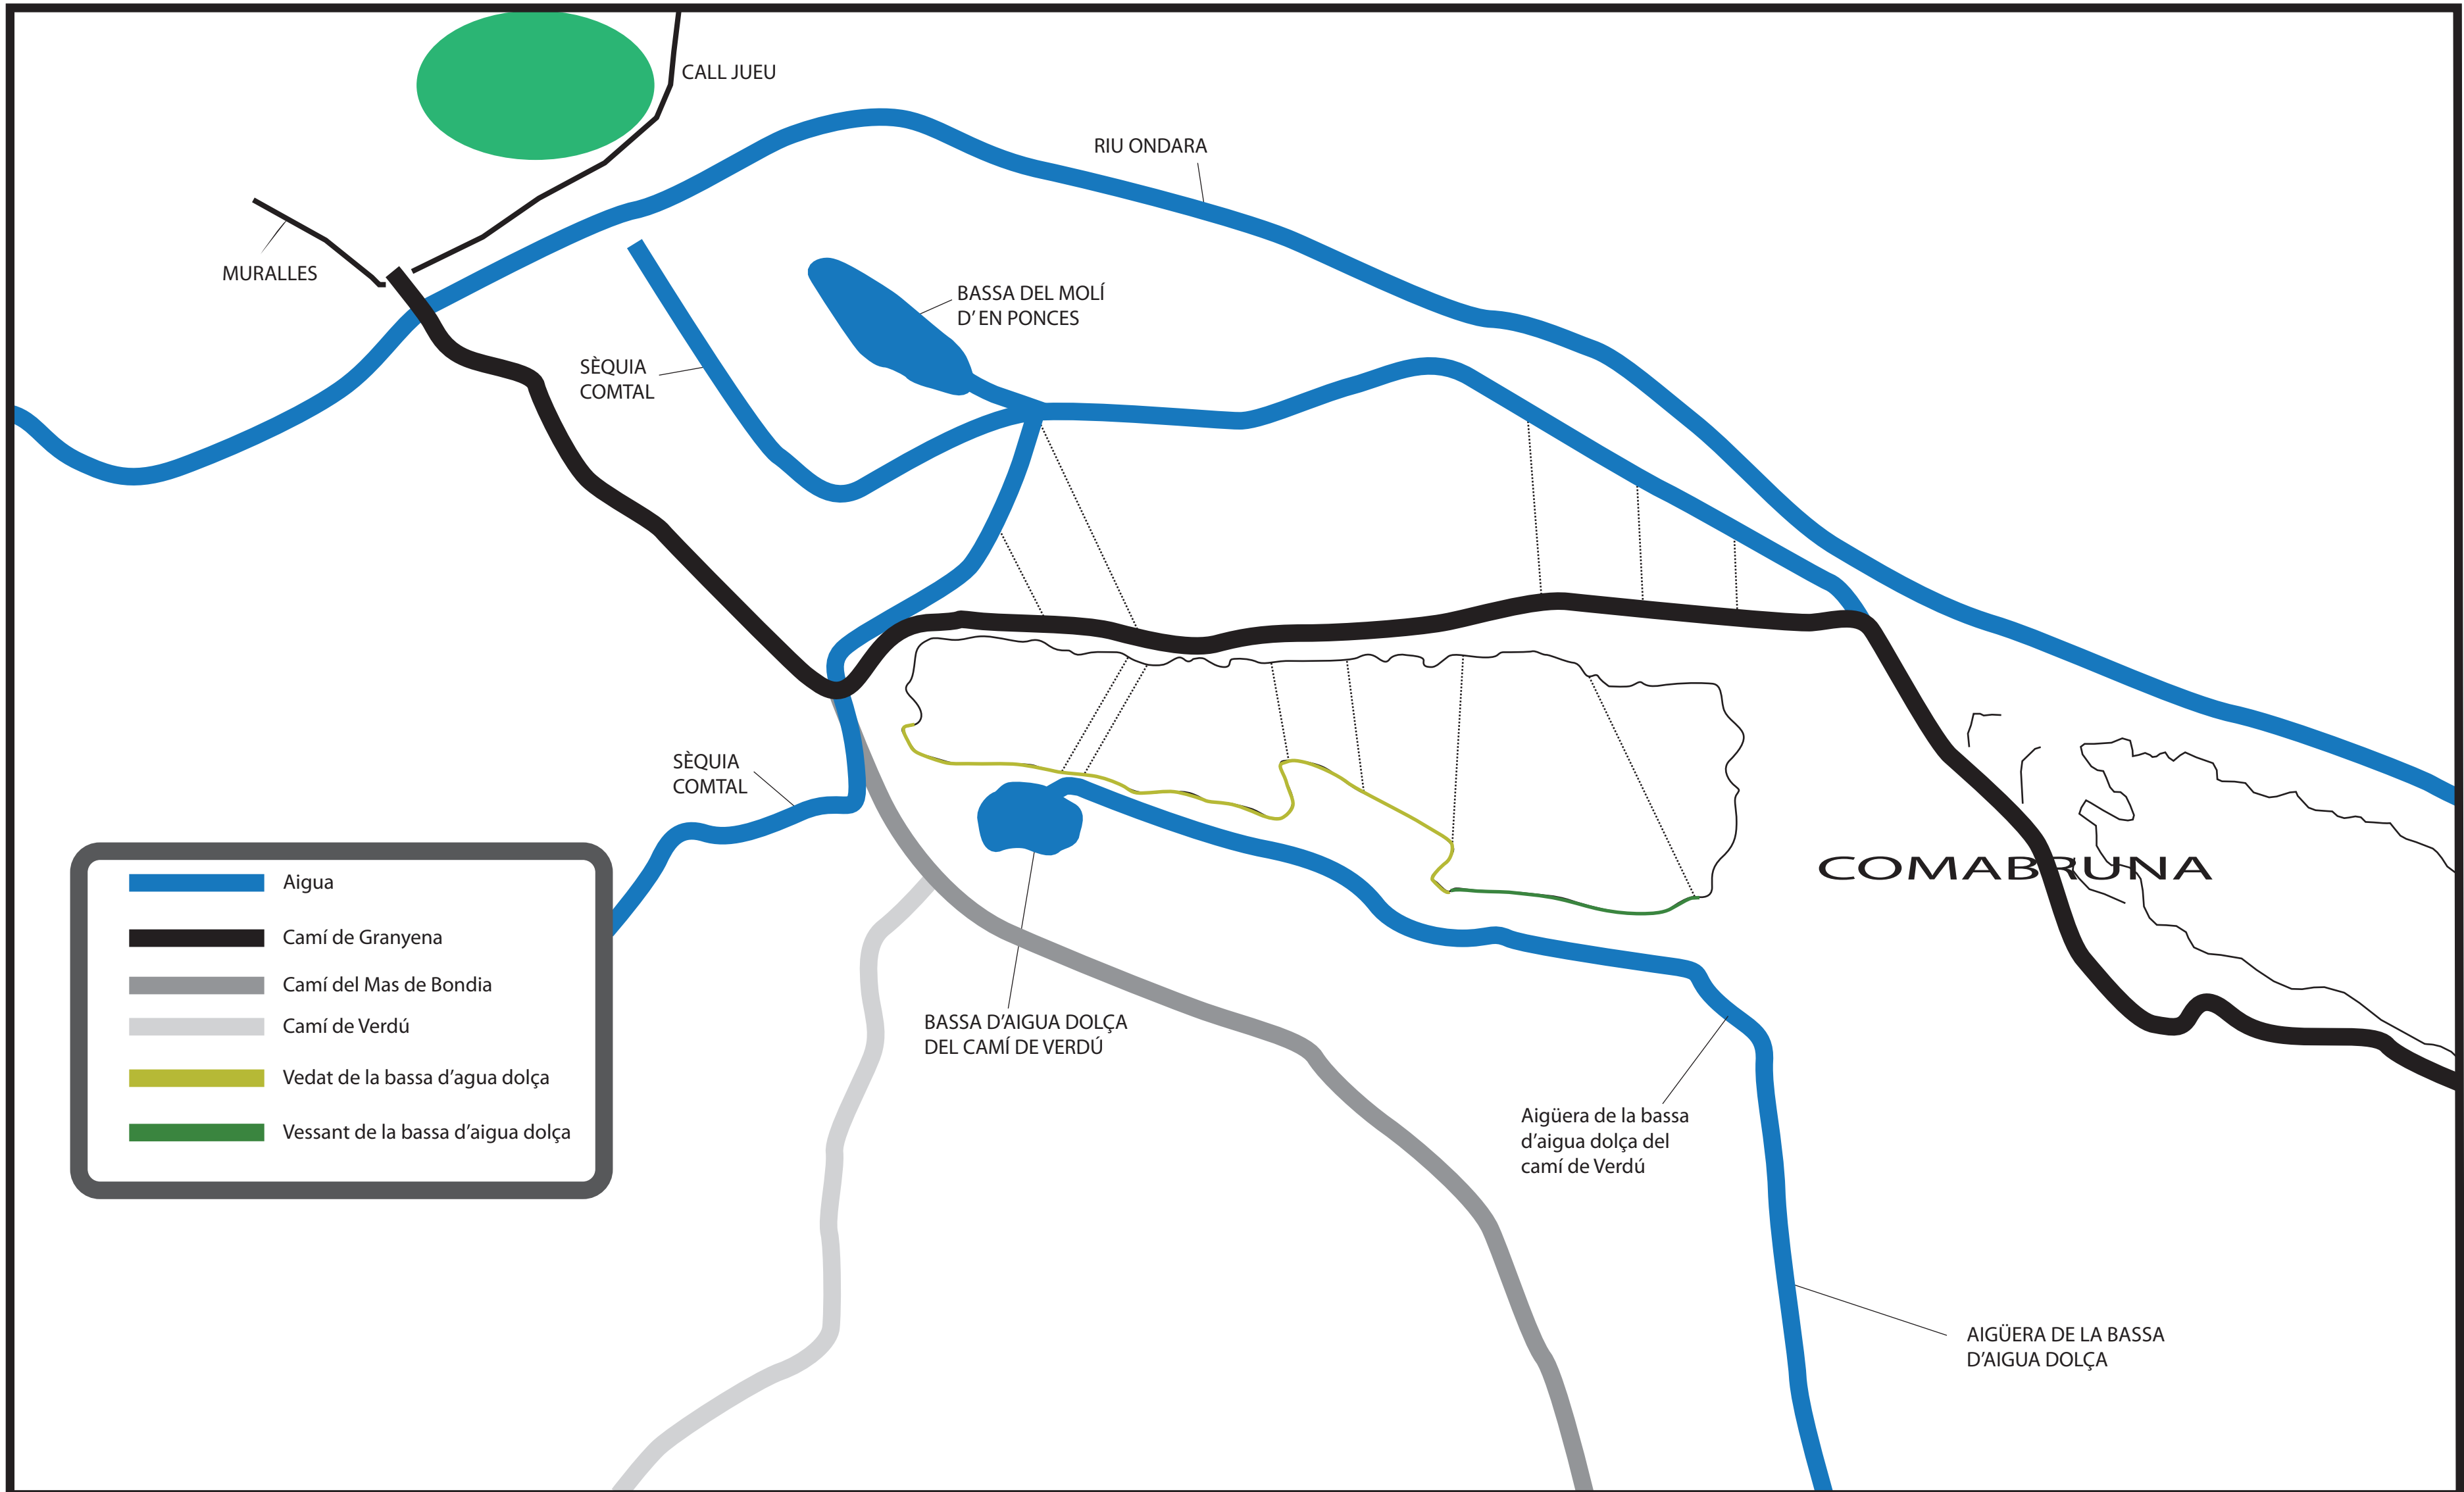 CALL JUEU
RIU ONDARA
MURALLES
BASSA DEL MOLÍ
D' EN PONCES
SÈQUIA
COMTAL
SÈQUIA
COMTAL
COMABRUNA
Aigua
Camí de Granyena
Camí del Mas de Bondia
Camí de Verdú
Vedat de la bassa d'agua dolça
Vessant de la bassa d'aigua dolça
BASSA D'AIGUA DOLÇA
DEL CAMÍ DE VERDÚ
Aigüera de la bassa
d'aigua dolça del
camí de Verdú
AIGÜERA DE LA BASSA
D'AIGUA DOLÇA